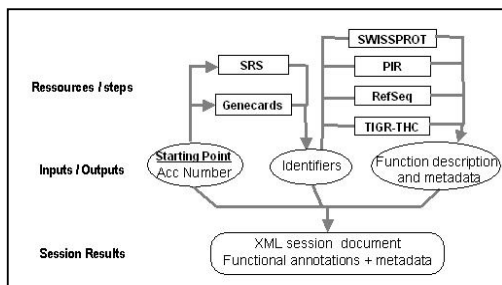 SWISSPROT
SRS
PIR
Ressources / steps
RefSeq
Genecards
TIGR-THC
Starting Point
Acc Number
Inputs / Outputs
Identifiers
Function description
and metadata
XML session document
Functional annotations + metadata
Session Results